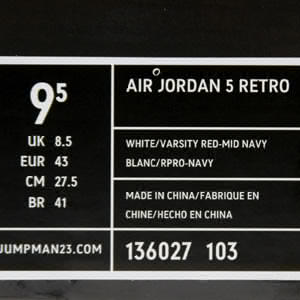 9⁵
UK 8.5
EUR 43
CM 27.5
BR 41
JUMPMAN23.COM
AIR JORDAN 5 RETRO
WHITE/VARSITY RED-MID NAVY
BLANC/RPRO-NAVY
MADE IN CHINA/FABRIQUE EN
CHINE/HECHO EN CHINA
136027 103